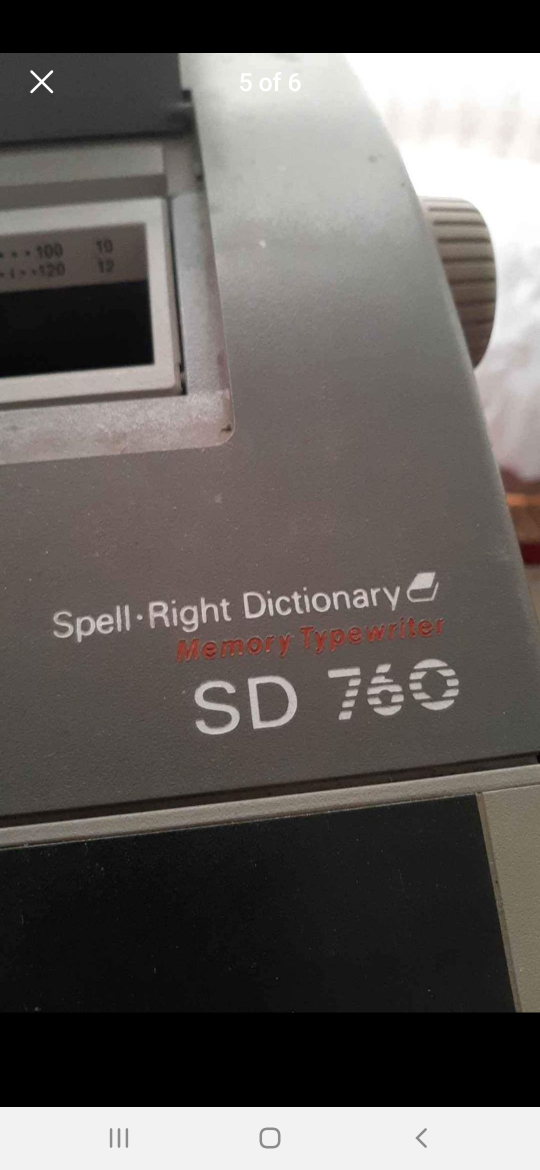 5 of 6
100 10
120 12
Spell·Right Dictionary
Memory Typewriter
SD 760